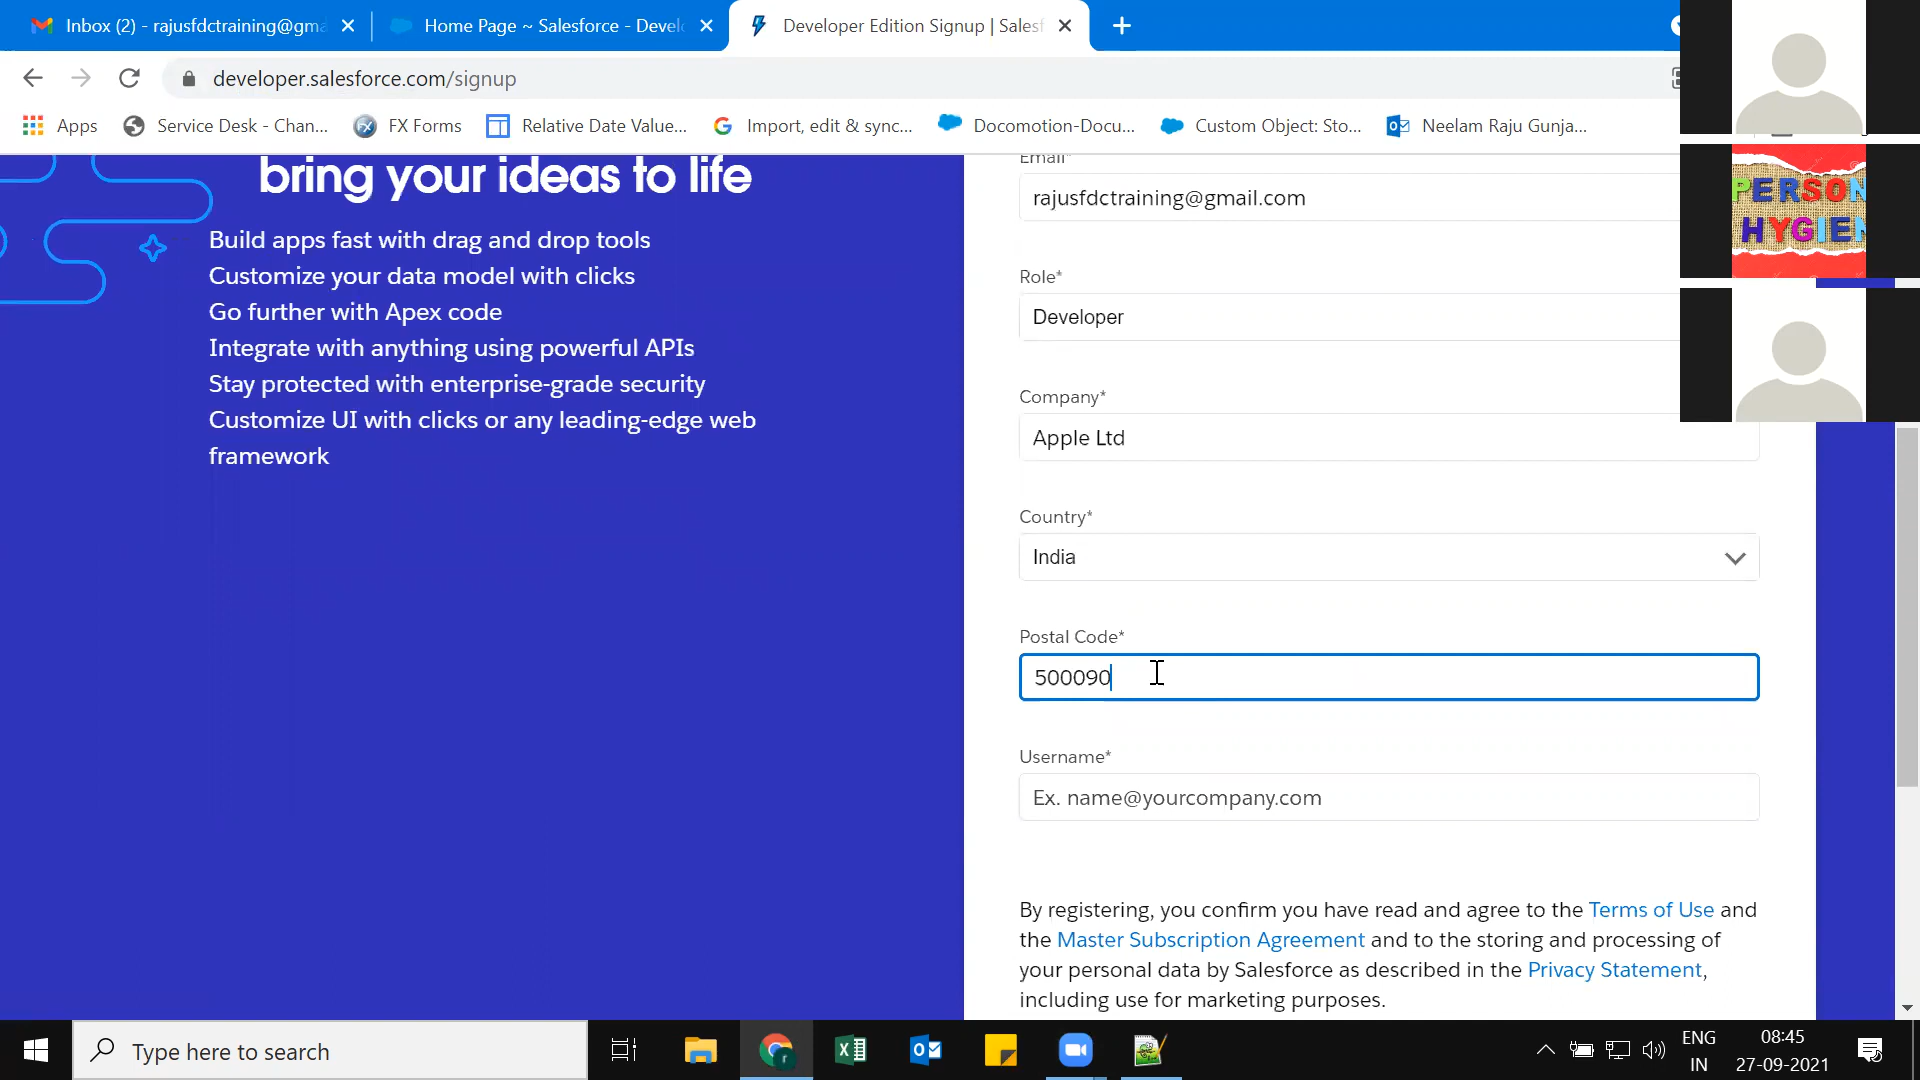 Inbox (2) - rajusfdctraining@gma
Home Page ~ Salesforce - Devel
Developer Edition Signup | Salesf
developer.salesforce.com/signup
Apps
Service Desk - Chan...
FX Forms
Relative Date Value...
Import, edit & sync...
Docomotion-Docu...
Custom Object: Sto...
Neelam Raju Gunja...
bring your ideas to life
Build apps fast with drag and drop tools
Customize your data model with clicks
Go further with Apex code
Integrate with anything using powerful APIs
Stay protected with enterprise-grade security
Customize UI with clicks or any leading-edge web
framework
Email*
rajusfdctraining@gmail.com
Role*
Developer
Company*
Apple Ltd
Country*
India
Postal Code*
500090
Username*
Ex. name@yourcompany.com
By registering, you confirm you have read and agree to the Terms of Use and
the Master Subscription Agreement and to the storing and processing of
your personal data by Salesforce as described in the Privacy Statement,
including use for marketing purposes.
PERSON
HYGIEN
Type here to search
ENG
IN
08:45
27-09-2021